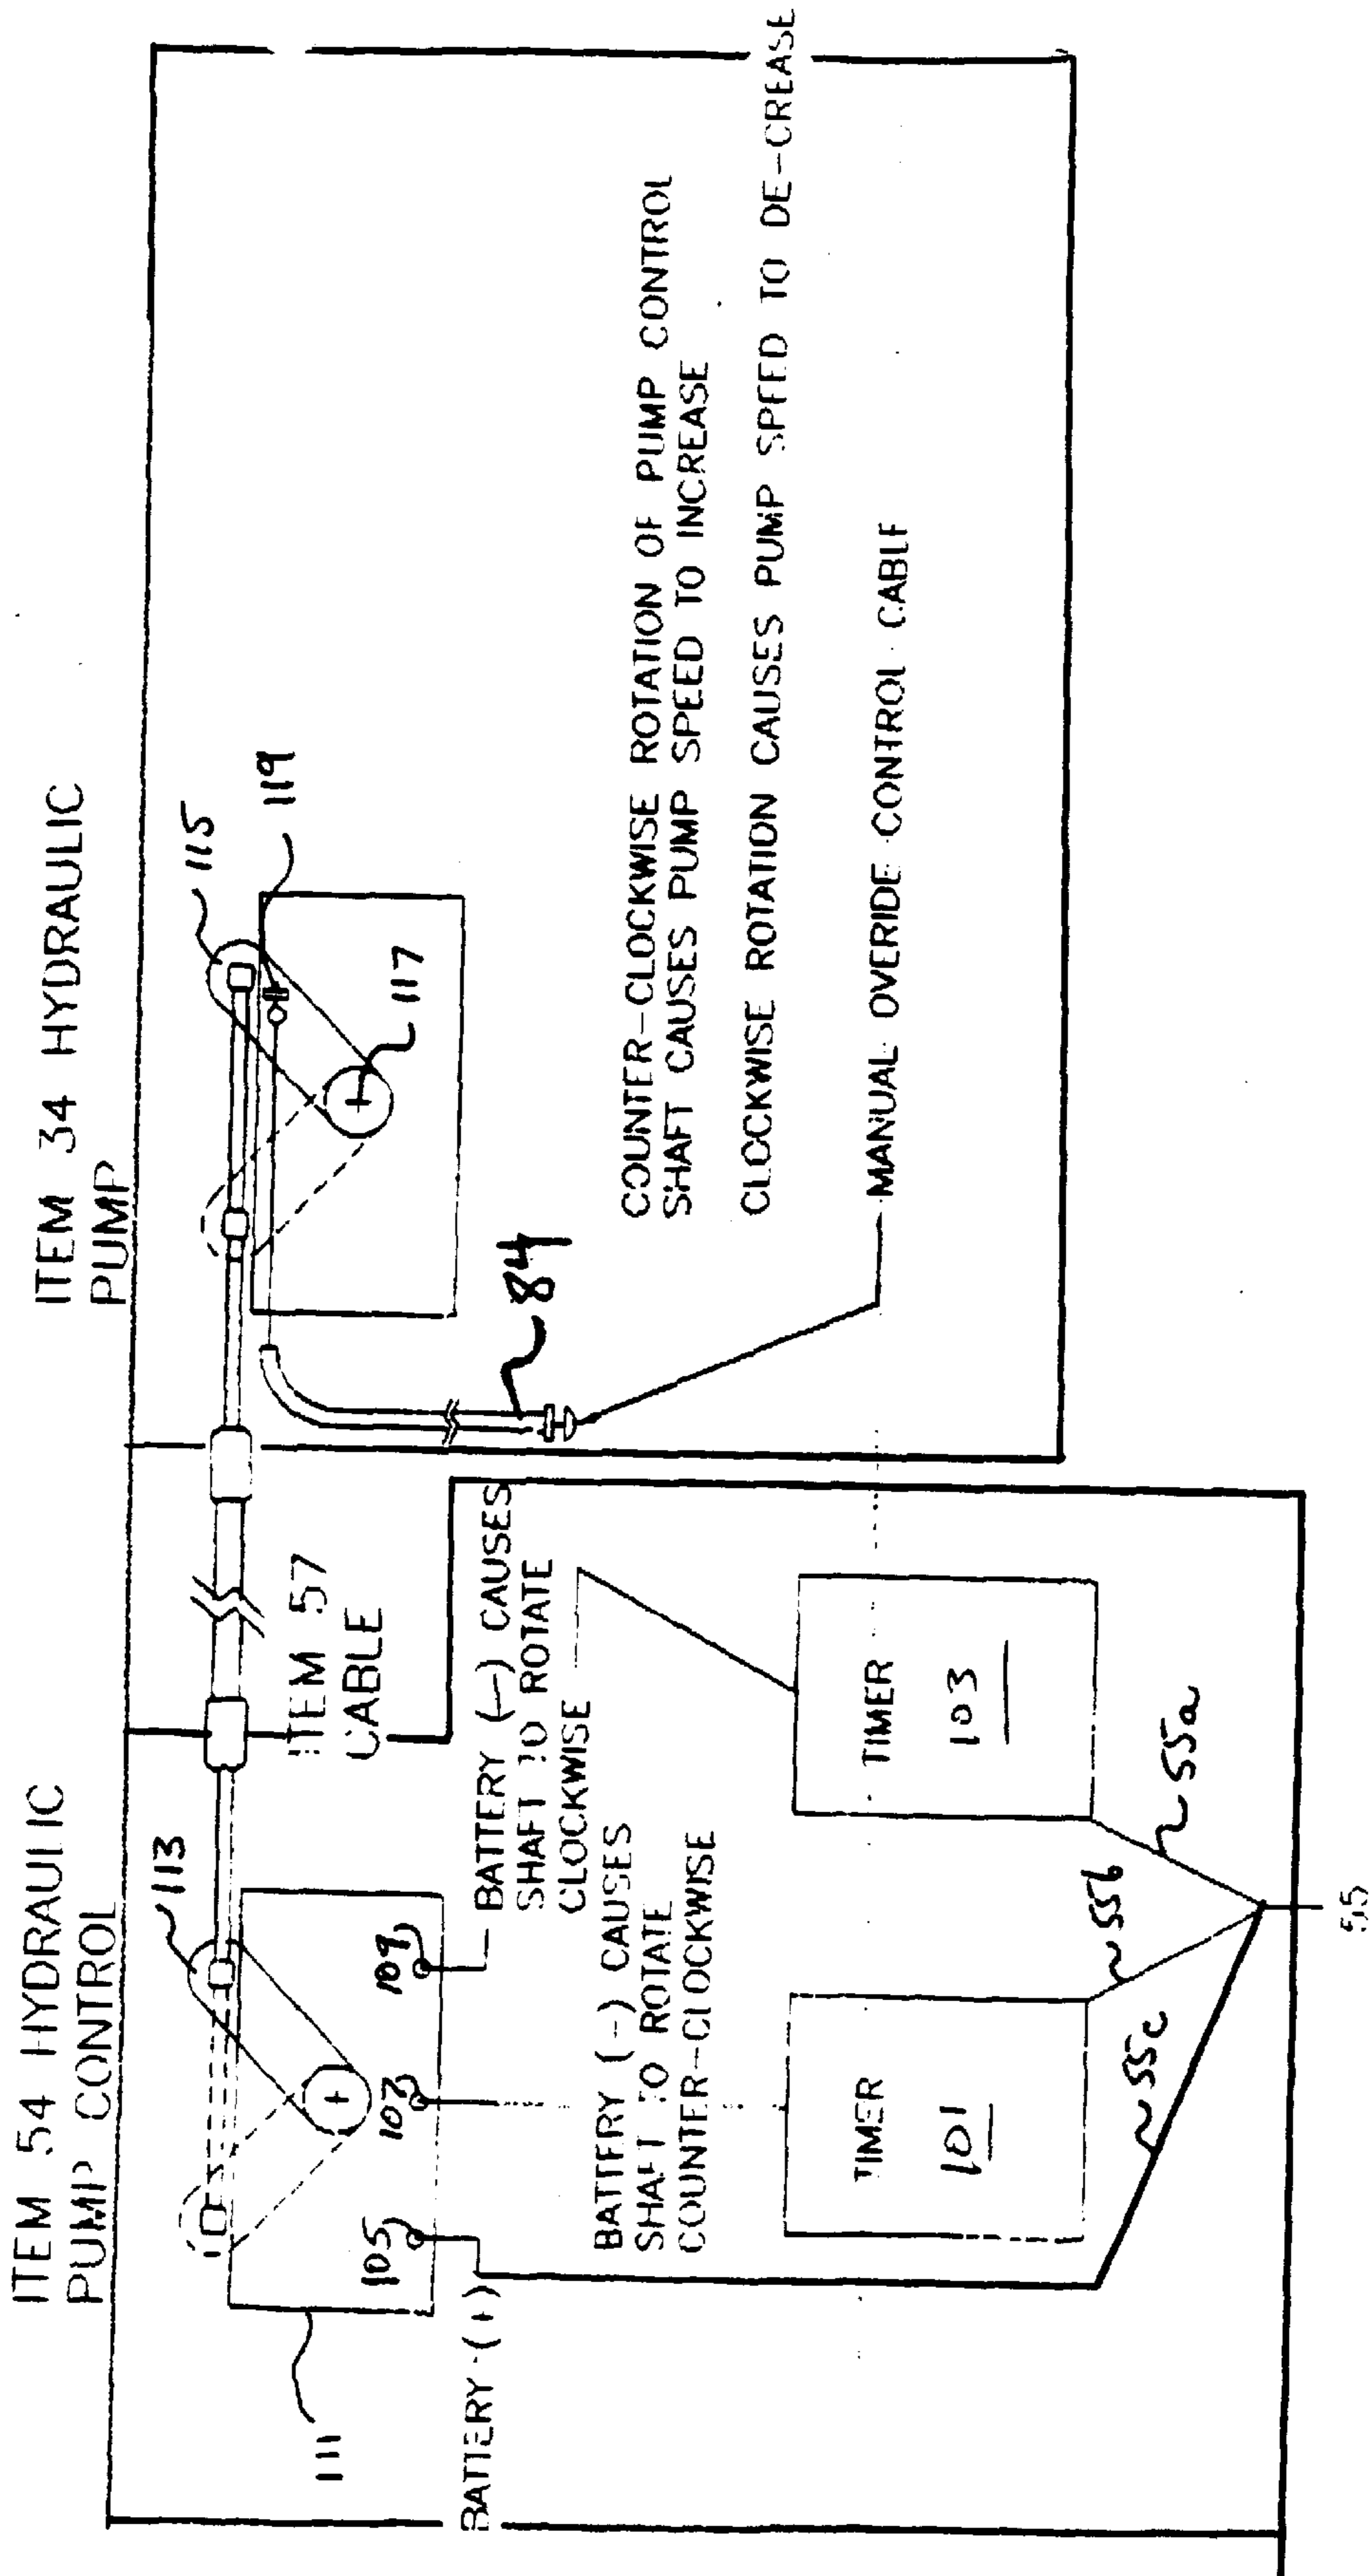 ITEM 54 HYDRAULIC
PUMP CONTROL
ITEM 34 HYDRAULIC
PUMP
113
115
119
117
84
111
105
103
109
ITEM 57
CABLE
BATTERY (+)
BATTERY (-) CAUSES
SHAFT TO ROTATE
CLOCKWISE
BATTERY (-) CAUSES
SHAFT TO ROTATE
COUNTER-CLOCKWISE
TIMER
101
TIMER
103
55c
55b
55a
55
COUNTER-CLOCKWISE ROTATION OF PUMP CONTROL
SHAFT CAUSES PUMP SPEED TO INCREASE
CLOCKWISE ROTATION CAUSES PUMP SPEED TO DE-CREASE
MANUAL OVERRIDE CONTROL CABLE